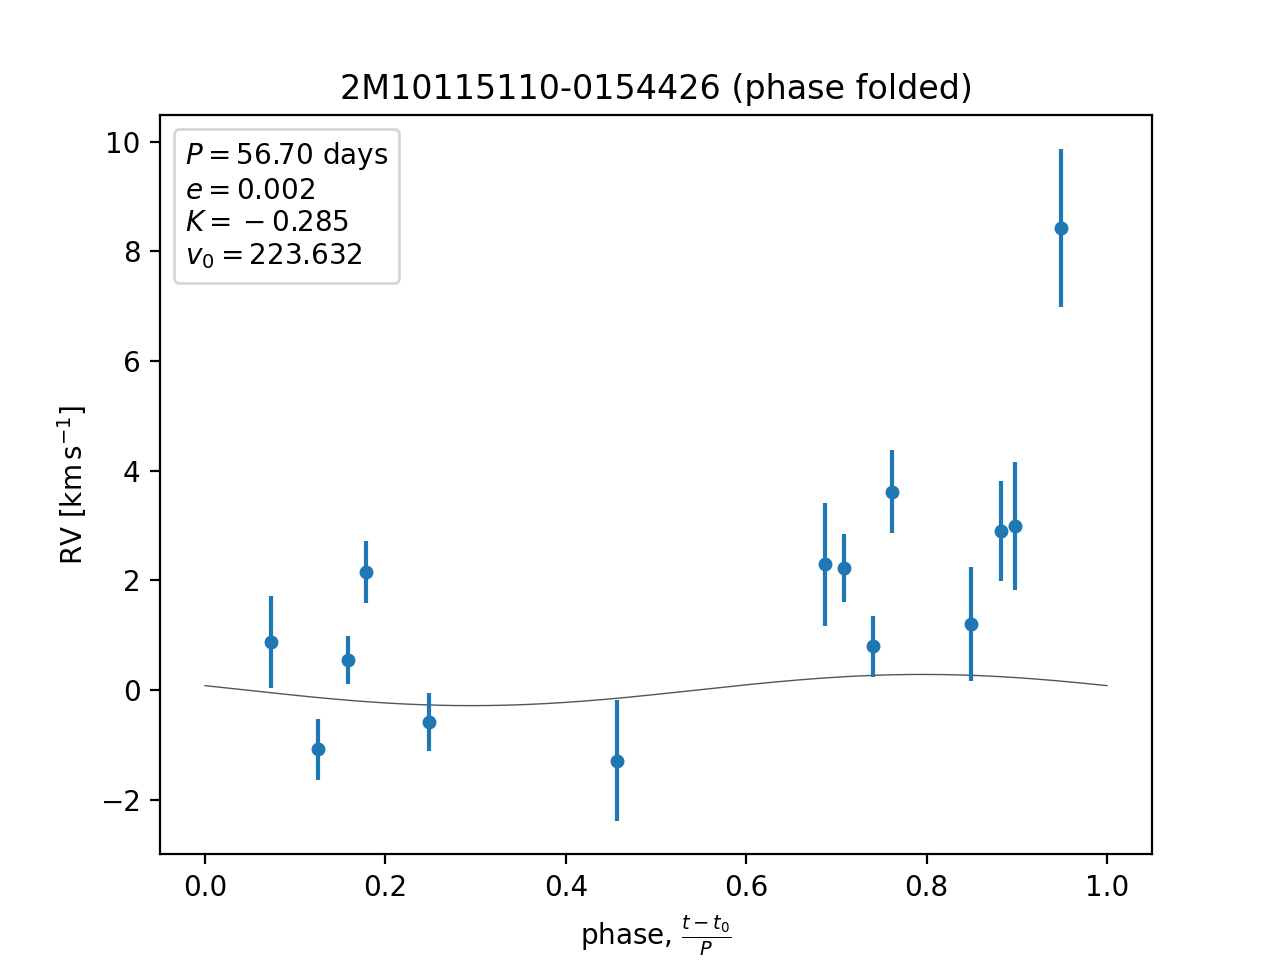 2M10115110-0154426 (phase folded)
P = 56.70 days
e = 0.002
K = −0.285
v₀ = 223.632
10
8
6
4
2
0
−2
RV [km s⁻¹]
0.0 0.2 0.4 0.6 0.8 1.0
phase, (t − t₀)/P